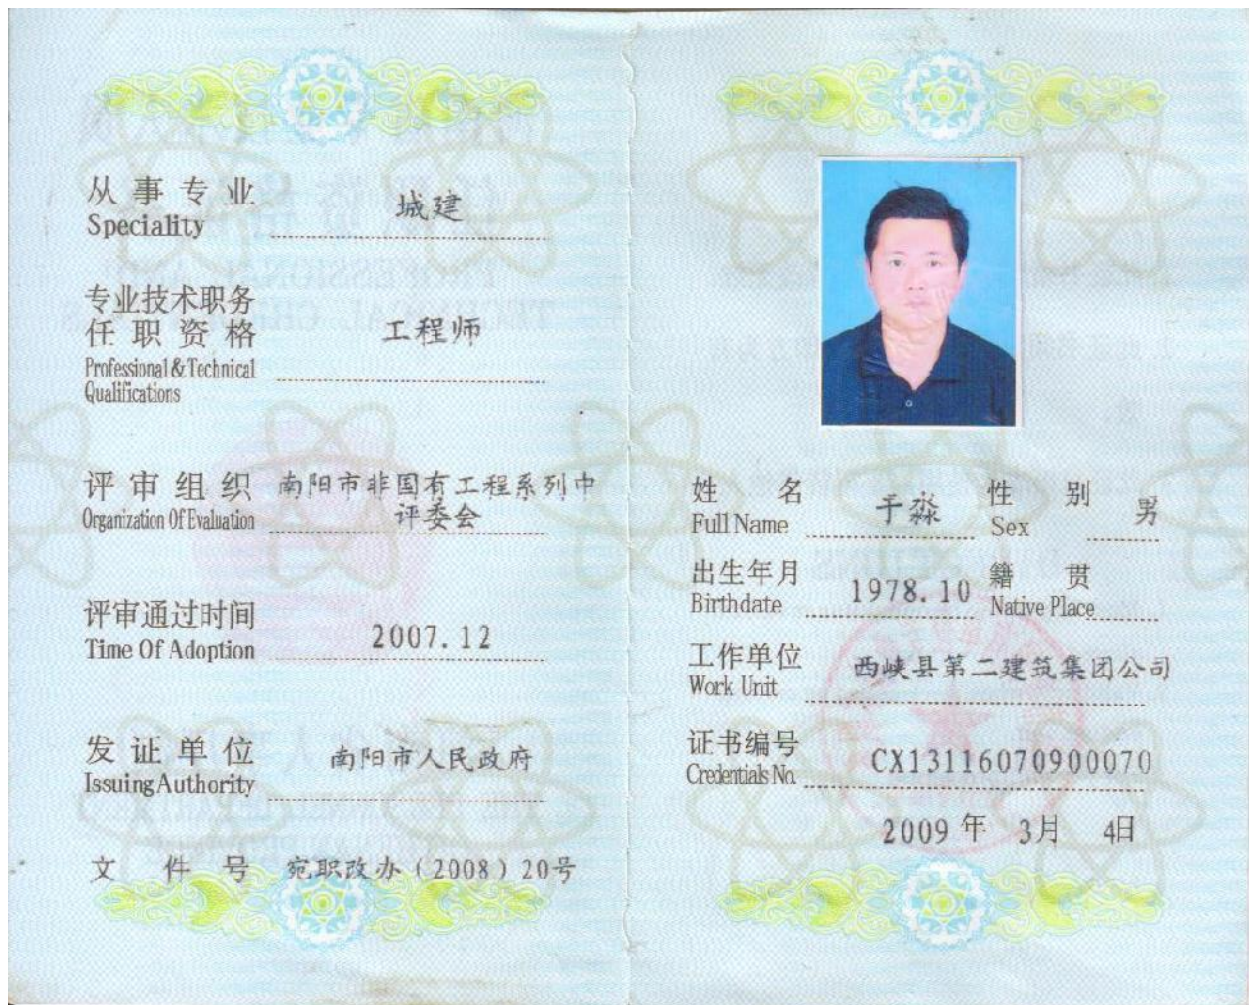 从事专业 城建
Speciality
专业技术职务
任职资格 工程师
Professional & Technical
Qualifications
评审组织 南阳市非国有工程系列中
Organization Of Evaluation 评委会
评审通过时间 2007.12
Time Of Adoption
发证单位 南阳市人民政府
Issuing Authority
文件号 宛职改办(2008)20号
姓名 于淼 性别 男
Full Name Sex
出生年月 1978.10 籍贯
Birthdate Native Place
工作单位 西峡县第二建筑集团公司
Work Unit
证书编号 CX13116070900070
Credentials No.
2009年 3月 4日